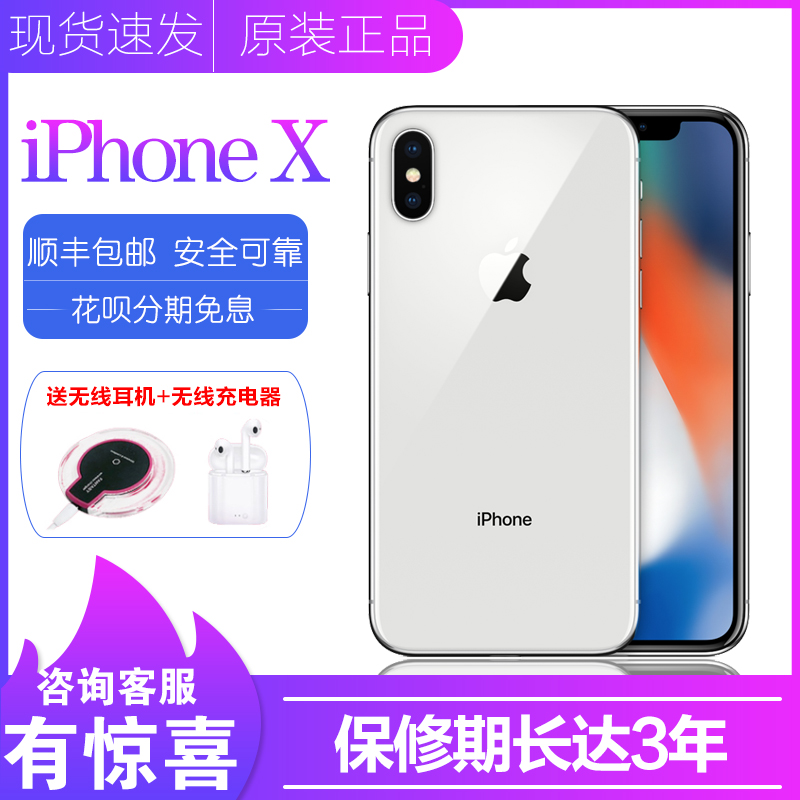 现货速发 原装正品
iPhone X
顺丰包邮 安全可靠
花呗分期免息
送无线耳机+无线充电器
iPhone
咨询客服
有惊喜
保修期长达3年